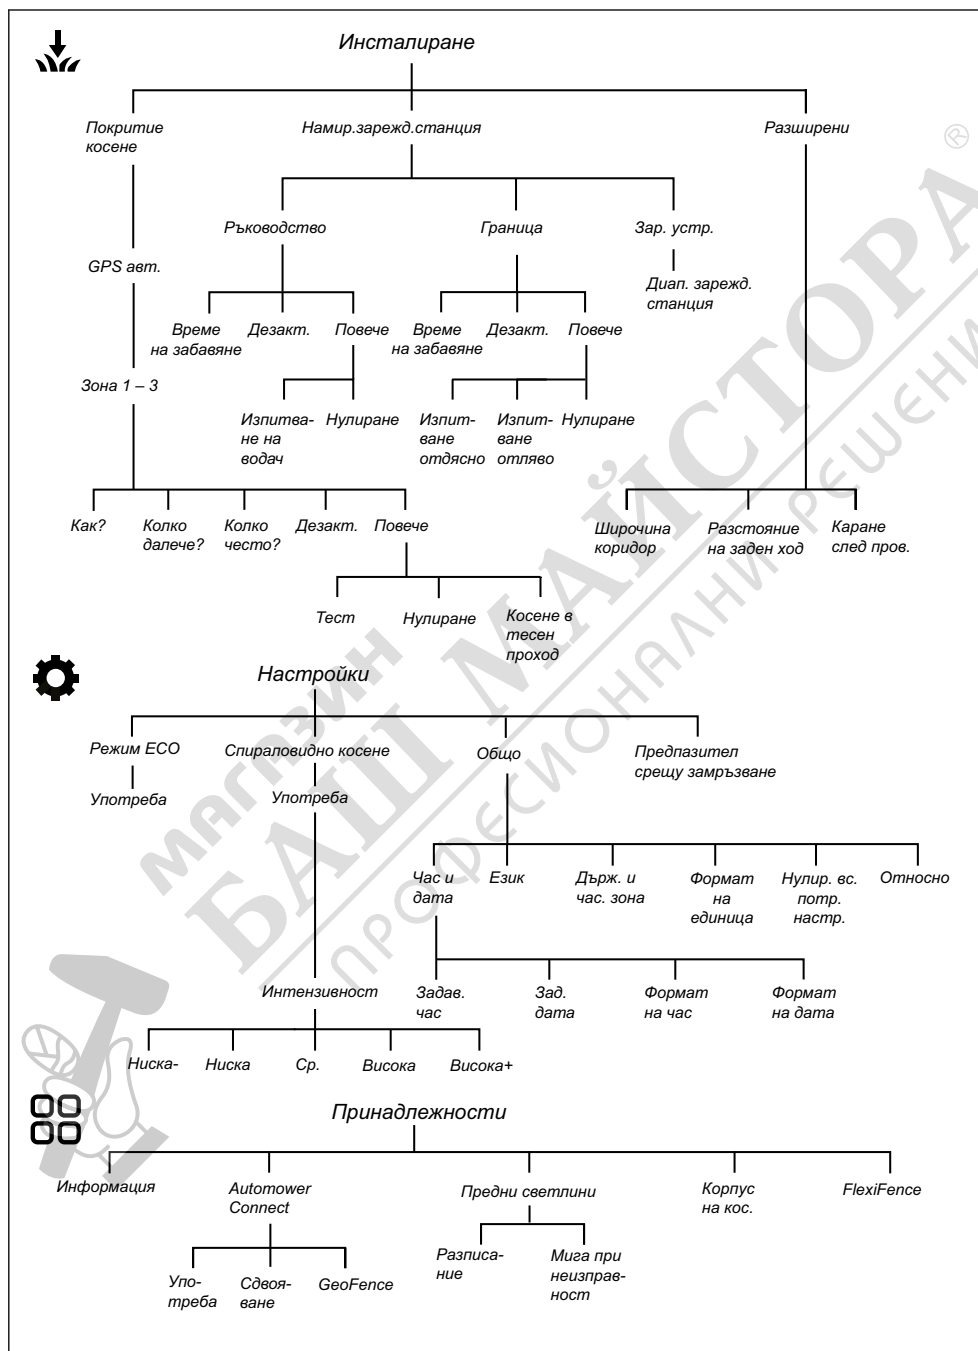 Инсталиране
Покритие
косене
Намир.зарежд.станция
Разширени
Ръководство
Граница
Зар. устр.
GPS авт.
Диап. зарежд.
станция
Време
на забавяне
Дезакт.
Повече
Време
на забавяне
Дезакт.
Повече
Зона 1 – 3
Изпитва-
не на
водач
Нулиране
Изпит-
ване
отдясно
Изпит-
ване
отляво
Нулиране
Как?
Колко
далече?
Колко
често?
Дезакт.
Повече
Широчина
коридор
Разстояние
на заден ход
Каране
след пров.
Тест
Нулиране
Косене в
тесен
проход
Настройки
Режим ECO
Спираловидно косене
Общо
Предпазител
срещу замръзване
Употреба
Употреба
Час и
дата
Език
Държ. и
час. зона
Формат
на
единица
Нулир. вс.
потр.
настр.
Относно
Интензивност
Задав.
час
Зад.
дата
Формат
на час
Формат
на дата
Ниска-
Ниска
Ср.
Висока
Висока+
Принадлежности
Информация
Automower
Connect
Предни светлини
Корпус
на кос.
FlexiFence
Упо-
треба
Сдвоя-
ване
GeoFence
Разписа-
ние
Мига при
неизправ-
ност
МАГАЗИН
БАШ МАЙСТОРА ®
ПРОФЕСИОНАЛНИ РЕШЕНИ